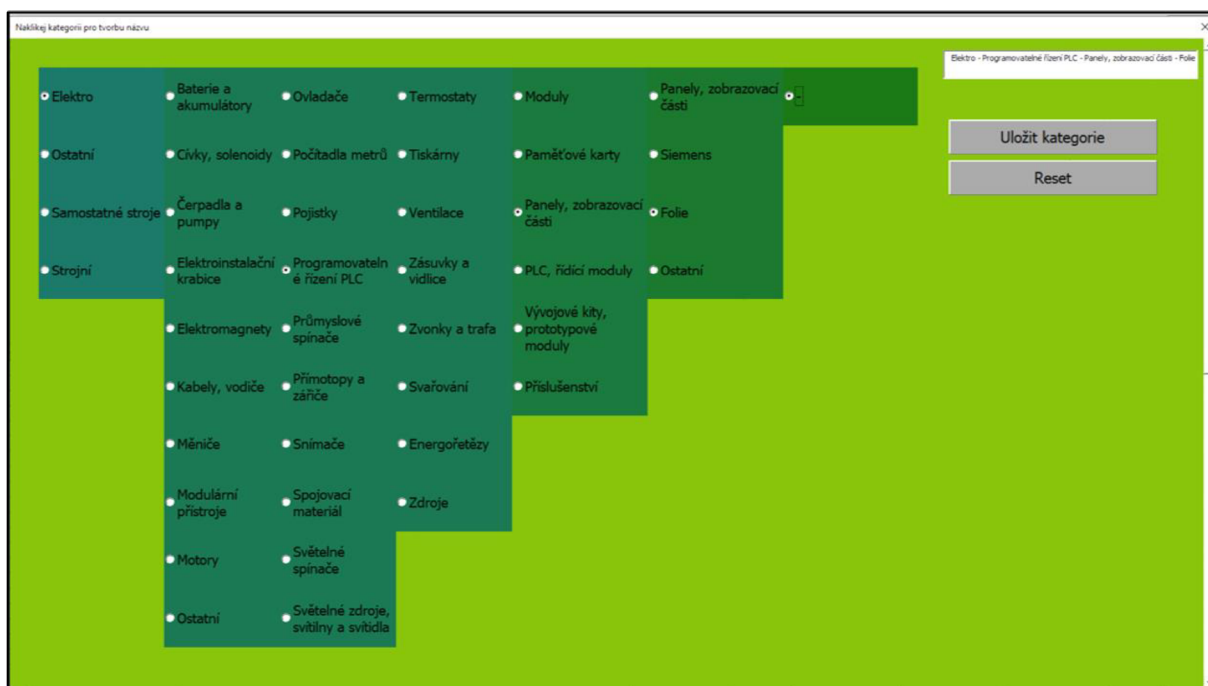 Naklikej kategorii pro tvorbu názvu
Elektro - Programovatelné řízení PLC - Panely, zobrazovací části - Folie
Uložit kategorie
Reset
Elektro
Ostatní
Samostatné stroje
Strojní
Baterie a
akumulátory
Cívky, solenoidy
Čerpadla a
pumpy
Elektroinstalační
krabice
Elektromagnety
Kabely, vodiče
Měniče
Modulární
přístroje
Motory
Ostatní
Ovladače
Počítadla metrů
Pojistky
Programovateln
é řízení PLC
Průmyslové
spínače
Přímotopy a
zářiče
Snímače
Spojovací
materiál
Světelné
spínače
Světelné zdroje,
svítilny a svítidla
Termostaty
Tiskárny
Ventilace
Zásuvky a
vidlice
Zvonky a trafa
Svařování
Energořetězy
Zdroje
Moduly
Paměťové karty
Panely, zobrazovací
části
PLC, řídící moduly
Vývojové kity,
prototypové
moduly
Příslušenství
Panely, zobrazovací
části
Siemens
Folie
Ostatní
-